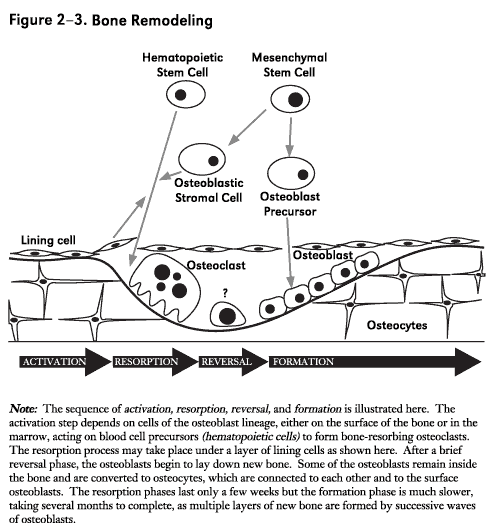 Figure 2–3. Bone Remodeling
Hematopoietic
Stem Cell
Mesenchymal
Stem Cell
Osteoblastic
Stromal Cell
Osteoblast
Precursor
Lining cell
Osteoclast
Osteoblast
?
Osteocytes
ACTIVATION
RESORPTION
REVERSAL
FORMATION
Note: The sequence of activation, resorption, reversal, and formation is illustrated here. The
activation step depends on cells of the osteoblast lineage, either on the surface of the bone or in the
marrow, acting on blood cell precursors (hematopoietic cells) to form bone-resorbing osteoclasts.
The resorption process may take place under a layer of lining cells as shown here. After a brief
reversal phase, the osteoblasts begin to lay down new bone. Some of the osteoblasts remain inside
the bone and are converted to osteocytes, which are connected to each other and to the surface
osteoblasts. The resorption phases last only a few weeks but the formation phase is much slower,
taking several months to complete, as multiple layers of new bone are formed by successive waves
of osteoblasts.